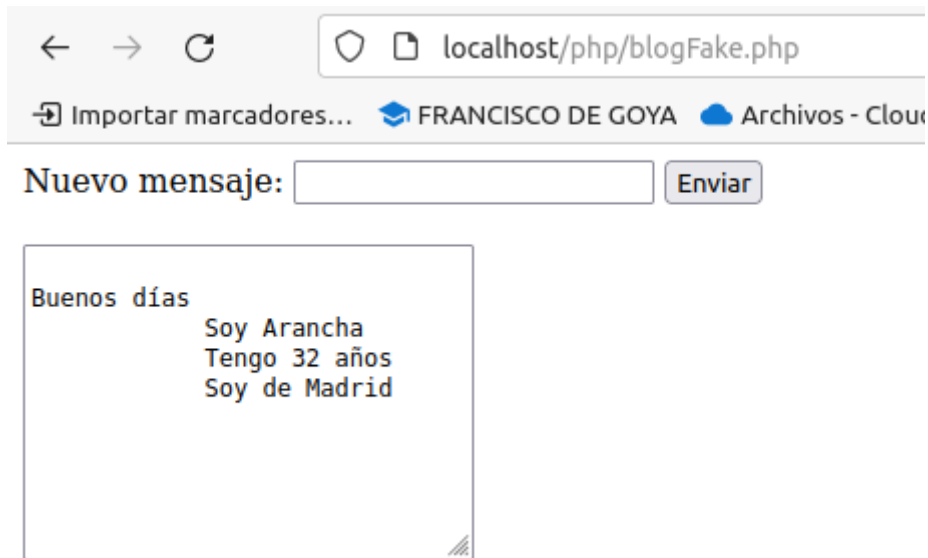 localhost/php/blogFake.php
Importar marcadores... FRANCISCO DE GOYA Archivos - Clou
Nuevo mensaje: Enviar
Buenos días
Soy Arancha
Tengo 32 años
Soy de Madrid